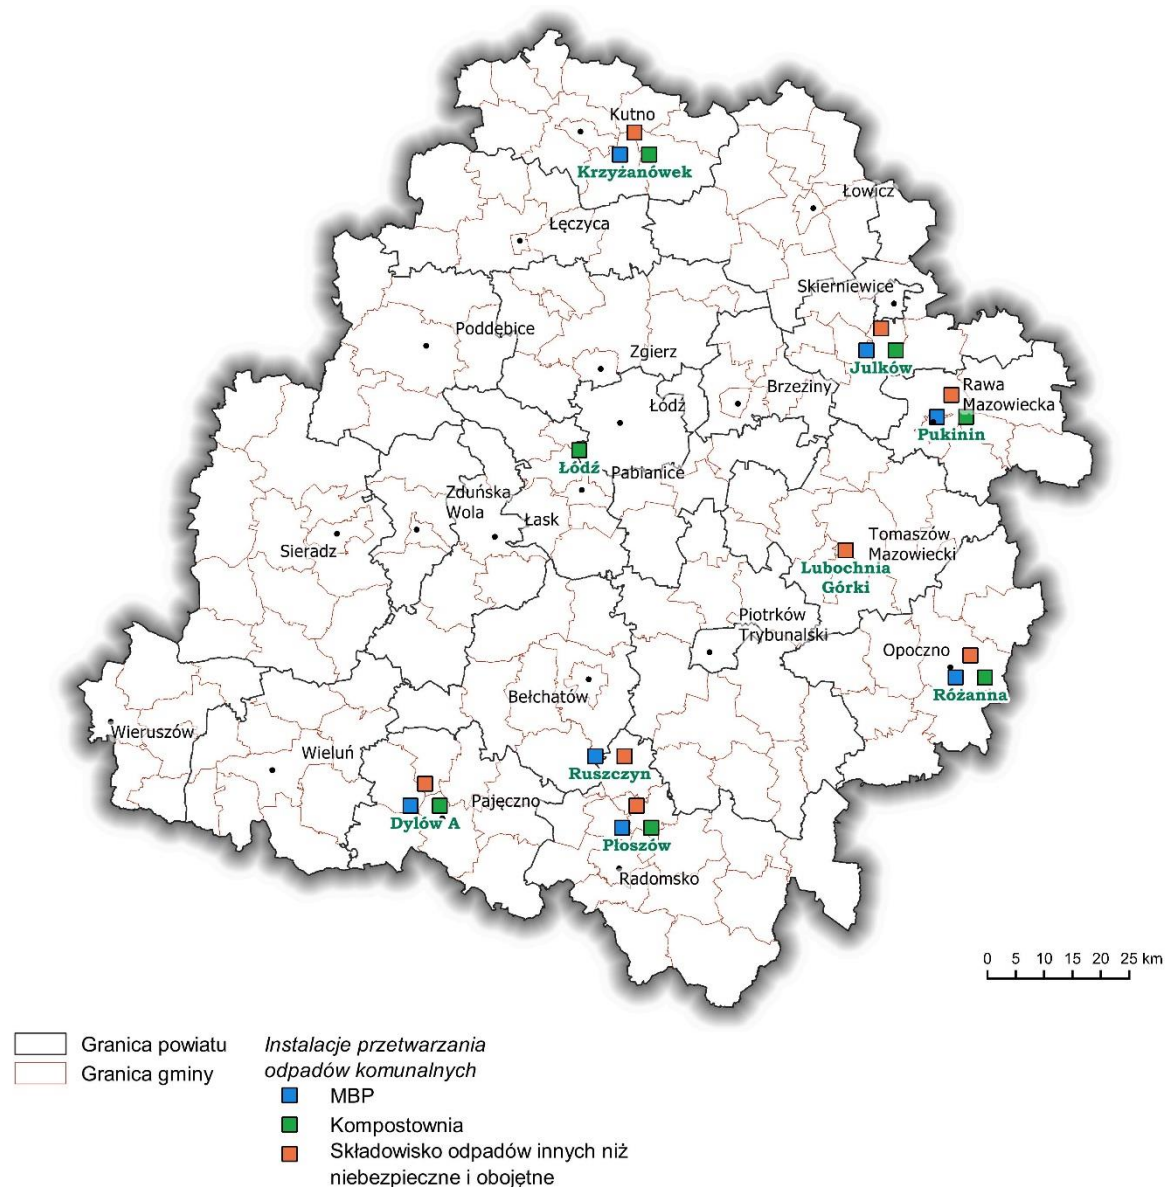 Kutno
Krzyżanówek
Łowicz
Łęczyca
Skierniewice
Poddębice
Zgierz
Julków
Brzeziny
Rawa
Mazowiecka
Łódź
Pukinin
Łódź
Pabianice
Zduńska
Wola
Łask
Sieradz
Tomaszów
Mazowiecki
Lubochnia
Górki
Piotrków
Trybunalski
Opoczno
Różanna
Bełchatów
Wieruszów
Wieluń
Ruszczyn
Pajęczno
Dylów A
Płoszów
Radomsko
0 5 10 15 20 25 km
Granica powiatu
Granica gminy
Instalacje przetwarzania
odpadów komunalnych
MBP
Kompostownia
Składowisko odpadów innych niż
niebezpieczne i obojętne